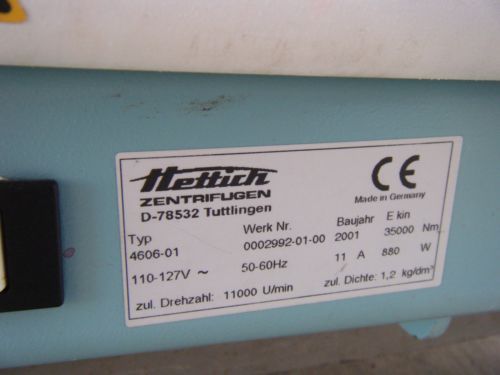 Hettich
ZENTRIFUGEN
D-78532 Tuttlingen
CE
Made in Germany
Typ Werk Nr. Baujahr E kin
4606-01 0002992-01-00 2001 35000 Nm
110-127V ~ 50-60Hz 11 A 880 W
zul. Drehzahl: 11000 U/min zul. Dichte: 1,2 kg/dm³